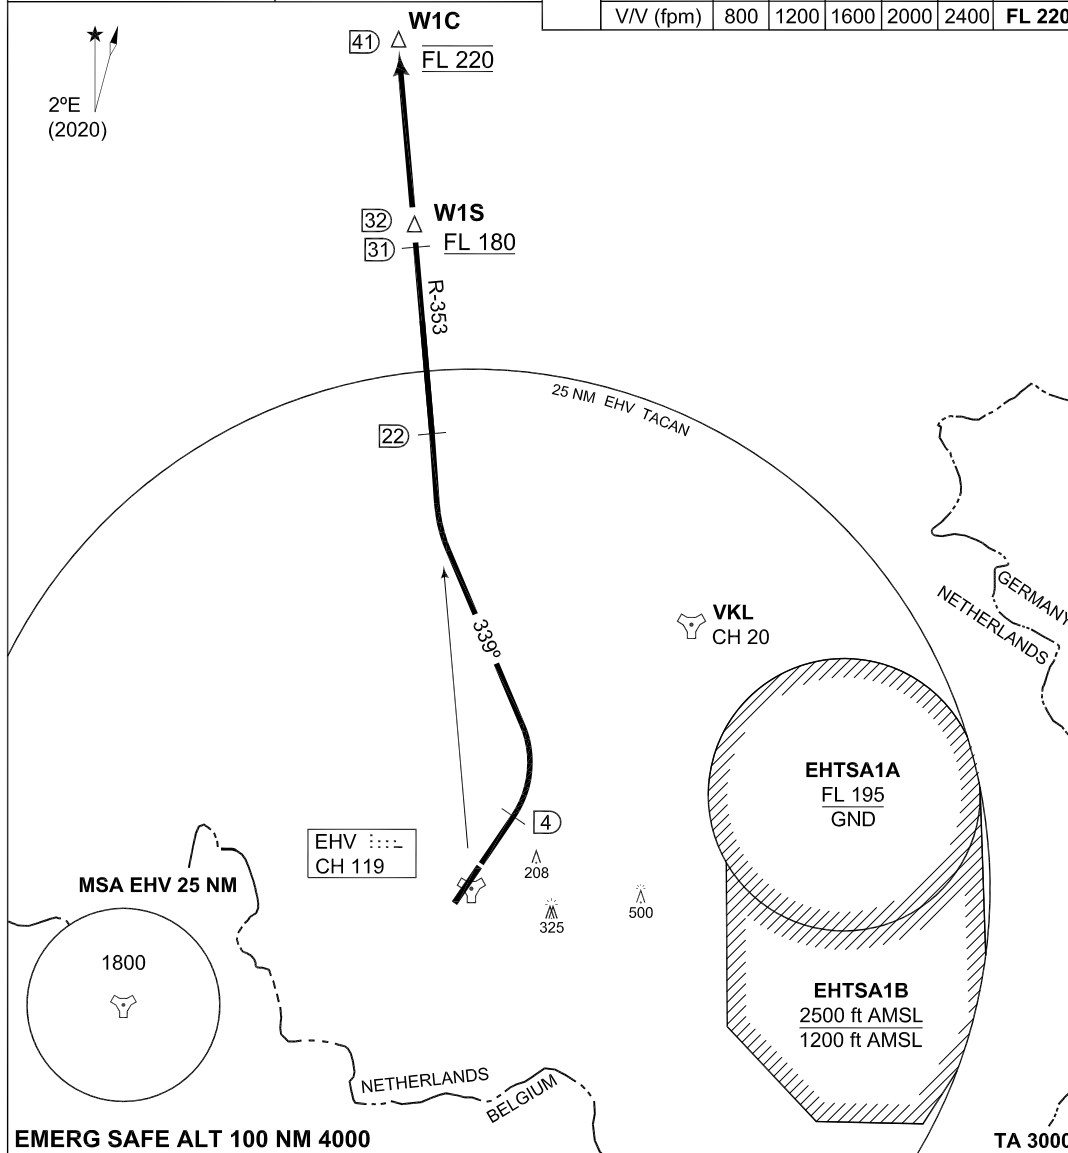 V/V (fpm) 800 1200 1600 2000 2400 FL 220
W1C
41
FL 220
2ºE
(2020)
W1S
32
FL 180
31
R-353
25 NM EHV TACAN
22
GERMANY
NETHERLANDS
VKL
CH 20
339º
EHTSA1A
FL 195
GND
4
EHV
CH 119
208
500
325
MSA EHV 25 NM
1800
EHTSA1B
2500 ft AMSL
1200 ft AMSL
NETHERLANDS
BELGIUM
EMERG SAFE ALT 100 NM 4000
TA 3000